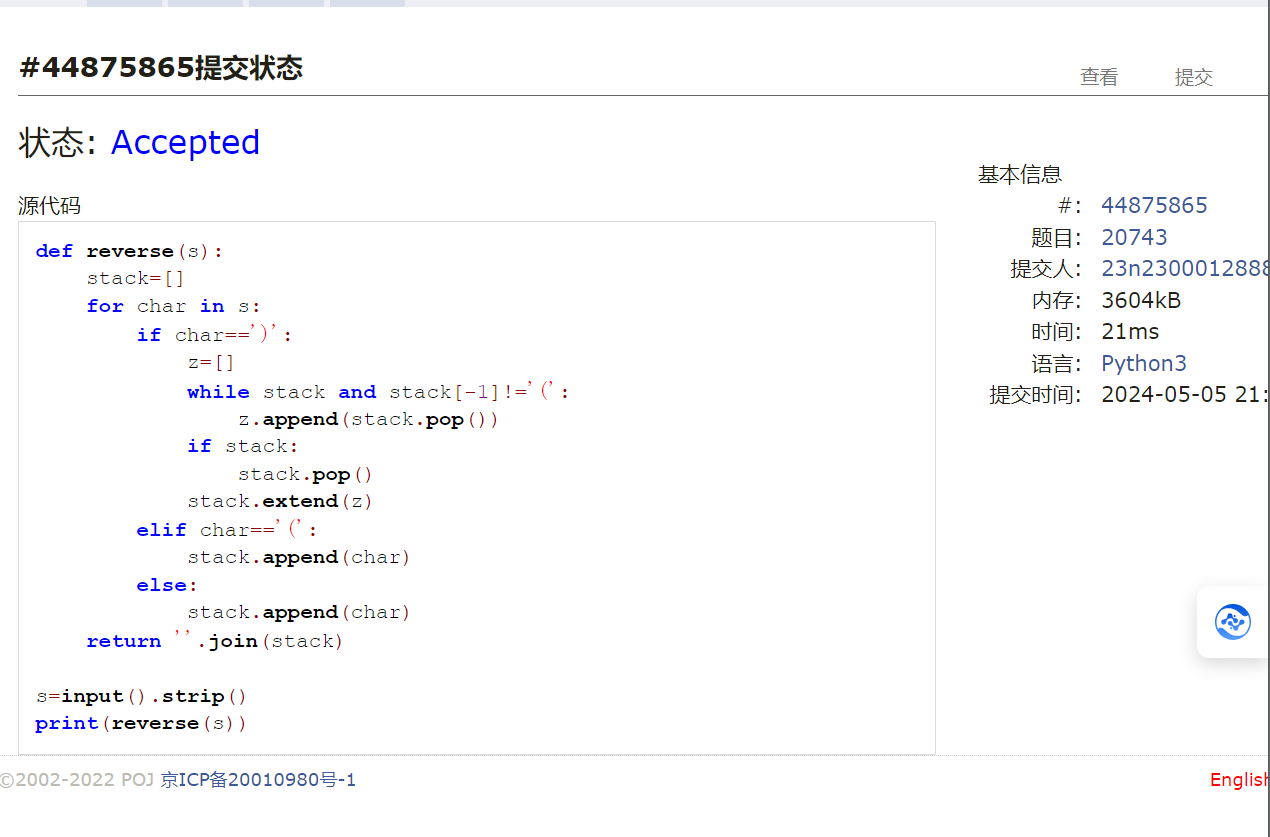 #44875865提交状态
查看 提交
状态: Accepted
基本信息
#: 44875865
题目: 20743
提交人: 23n2300012888
内存: 3604kB
时间: 21ms
语言: Python3
提交时间: 2024-05-05 21:
源代码
def reverse(s):
    stack=[]
    for char in s:
        if char==')':
            z=[]
            while stack and stack[-1]!='(':
                z.append(stack.pop())
            if stack:
                stack.pop()
            stack.extend(z)
        elif char=='(':
            stack.append(char)
        else:
            stack.append(char)
    return ''.join(stack)
s=input().strip()
print(reverse(s))
©2002-2022 POJ 京ICP备20010980号-1
English